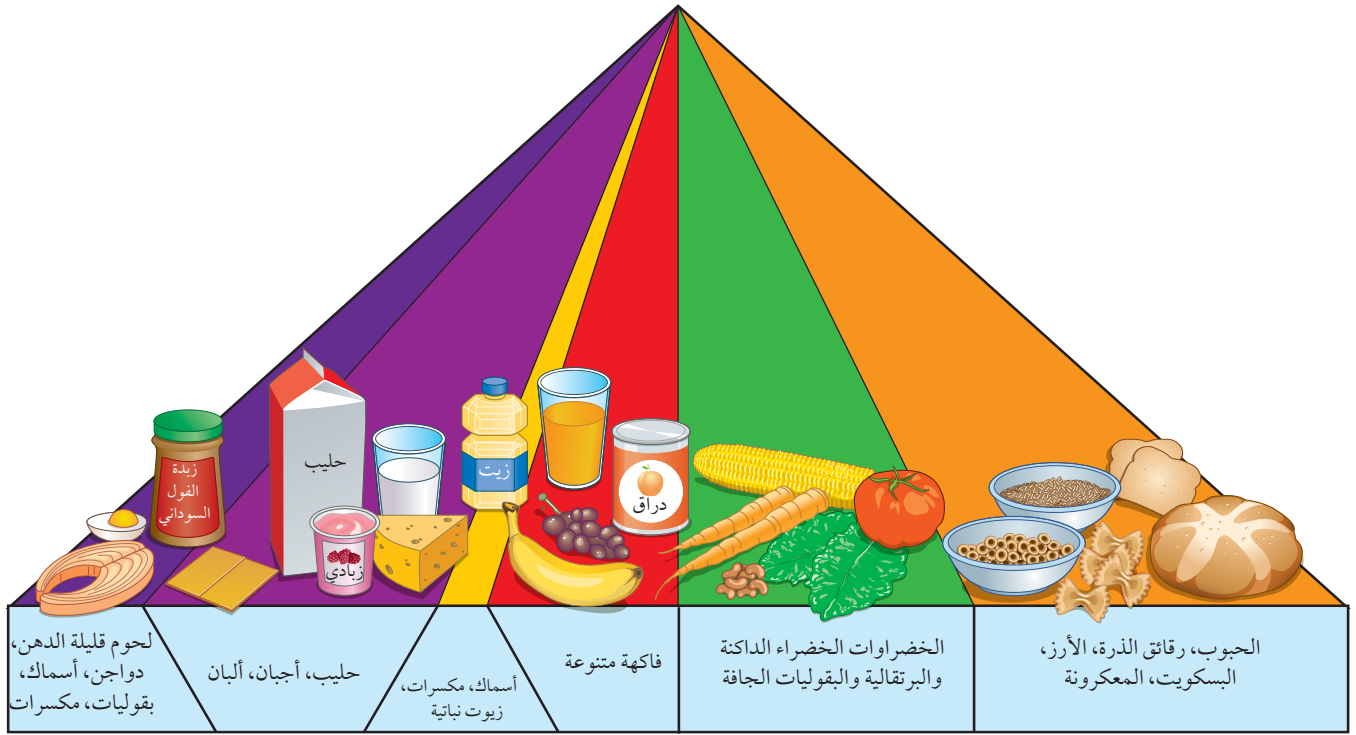 حليب
زبدة
الفول
السوداني
زيت
دراق
زبادي
الحبوب، رقائق الذرة، الأرز،
البسكويت، المعكرونة
الخضراوات الخضراء الداكنة
والبرتقالية والبقوليات الجافة
فاكهة متنوعة
أسماك، مكسرات،
زيوت نباتية
حليب، أجبان، ألبان
لحوم قليلة الدهن،
دواجن، أسماك،
بقوليات، مكسرات